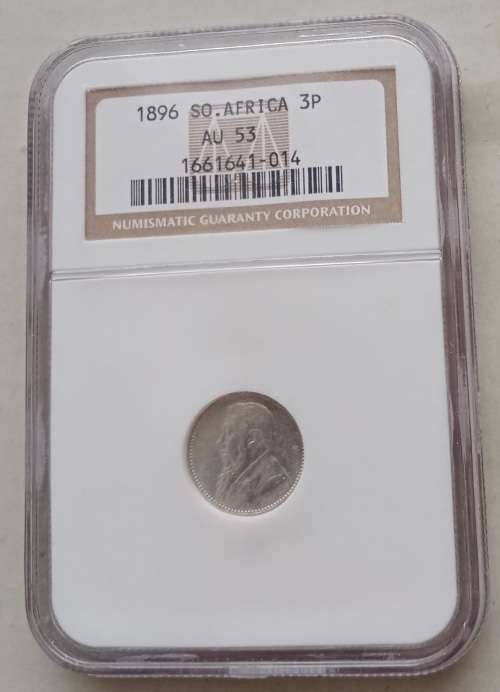 1896 SO.AFRICA 3P
AU 53
1661641-014
NUMISMATIC GUARANTY CORPORATION